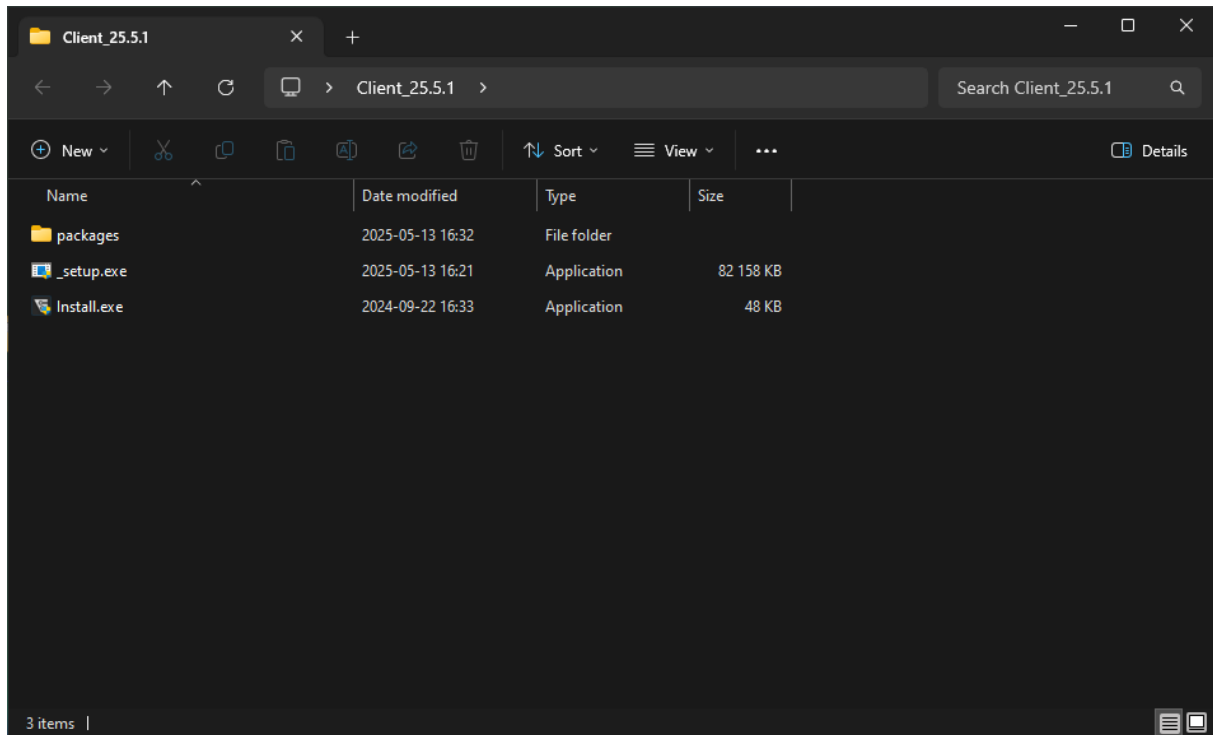 Client_25.5.1
Client_25.5.1 Search Client_25.5.1
New Sort View Details
Name Date modified Type Size
packages 2025-05-13 16:32 File folder
_setup.exe 2025-05-13 16:21 Application 82 158 KB
Install.exe 2024-09-22 16:33 Application 48 KB
3 items